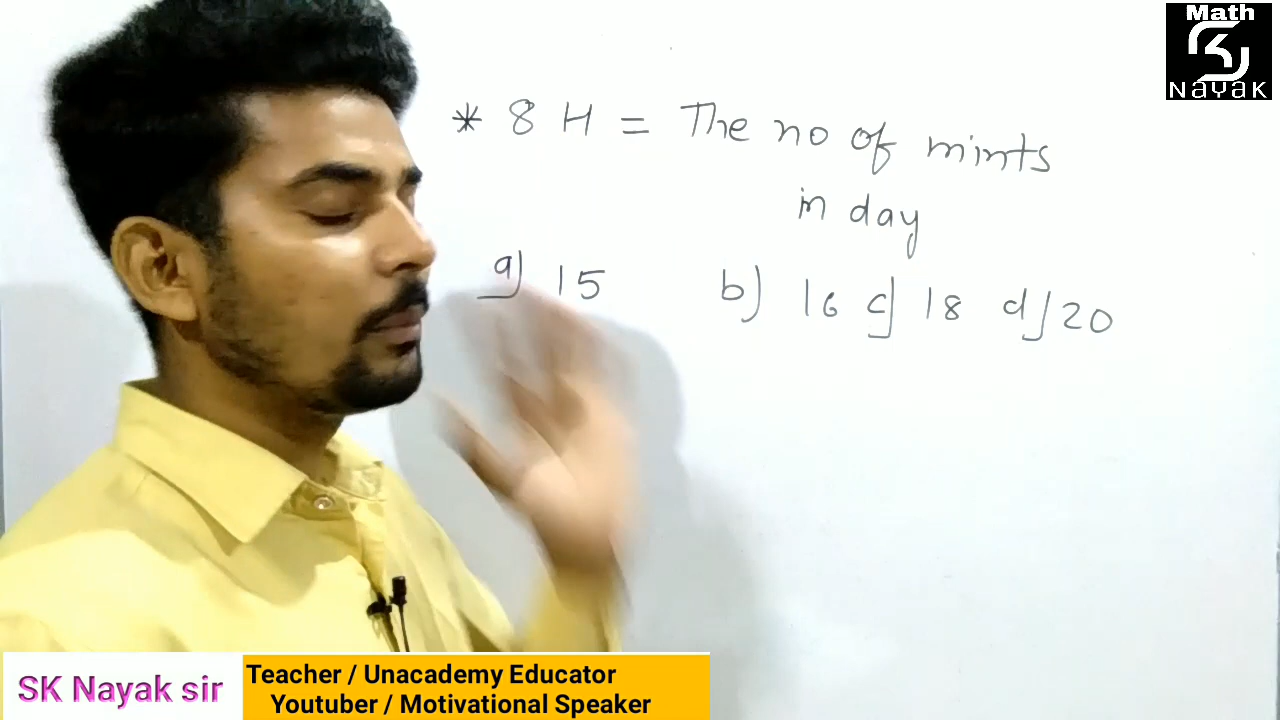 Math
NAYAK
* 8 H = The no of mints
in day
a) 15 b) 16 c) 18 d) 20
SK Nayak sir
Teacher / Unacademy Educator
Youtuber / Motivational Speaker